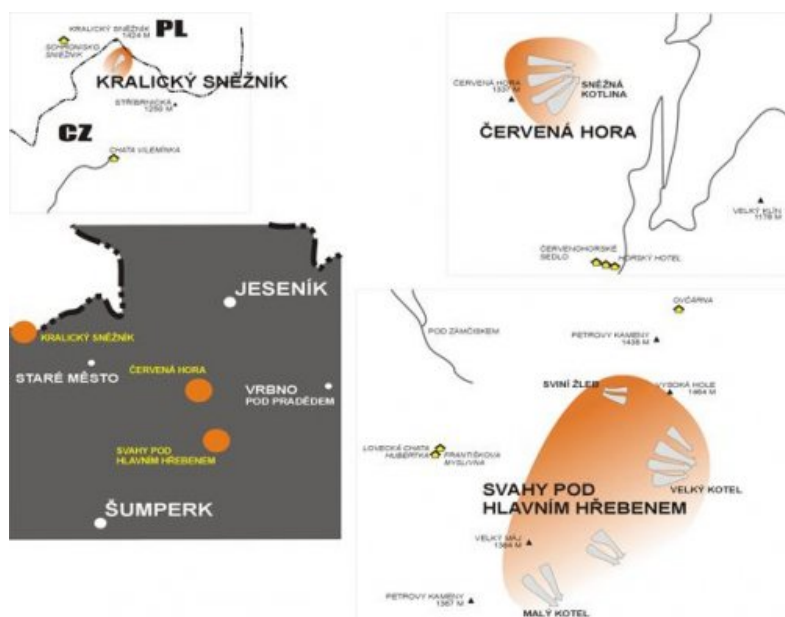 KRALICKÝ SNĚŽNÍK
1424 M
PL
SCHRONISKO
SNIEŻNIK
KRALICKÝ SNĚŽNÍK
STŘÍBRNICKÁ
CZ
CHATA VILEMÍNKA
ČERVENÁ HORA
1337 M
SNĚŽNÁ
KOTLINA
ČERVENÁ HORA
VELKÝ KLÍN
ČERVENOHORSKÉ
SEDLO
HORSKÝ HOTEL
JESENÍK
KRALICKÝ SNĚŽNÍK
STARÉ MĚSTO
ČERVENÁ HORA
VRBNO
POD PRADĚDEM
SVAHY POD
HLAVNÍM HŘEBENEM
ŠUMPERK
OVČÁRNA
POD ZÁMČISKEM
PETROVY KAMENY
1438 M
SVINÍ ŽLEB
VYSOKÁ HOLE
1464 M
LOVECKÁ CHATA
HUBERTKA
FRANTIŠKOVA
MYSLIVNA
VELKÝ KOTEL
SVAHY POD
HLAVNÍM HŘEBENEM
VELKÝ MÁJ
1384 M
PETROVY KAMENY
1367 M
MALÝ KOTEL